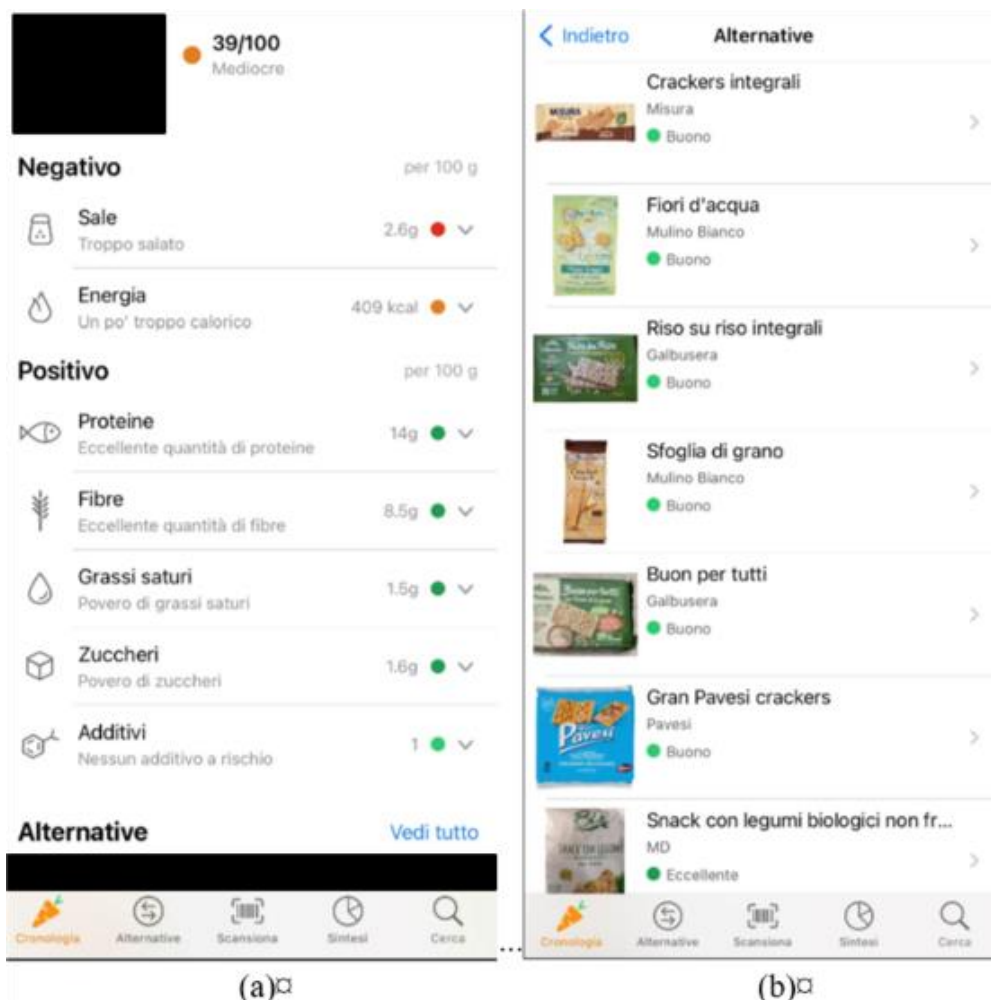 39/100
Mediocre
Negativo per 100 g
Sale
Troppo salato
2.6g
Energia
Un po' troppo calorico
409 kcal
Positivo per 100 g
Proteine
Eccellente quantità di proteine
14g
Fibre
Eccellente quantità di fibre
8.5g
Grassi saturi
Povero di grassi saturi
1.5g
Zuccheri
Povero di zuccheri
1.6g
Additivi
Nessun additivo a rischio
1
Alternative Vedi tutto
Cronologia Alternative Scansiona Sintesi Cerca
(a)¤
...
Indietro Alternative
Crackers integrali
Misura
Buono
MISURA
Fiori d'acqua
Mulino Bianco
Buono
Riso su riso integrali
Galbusera
Buono
Sfoglia di grano
Mulino Bianco
Buono
Buon per tutti
Galbusera
Buono
Gran Pavesi crackers
Pavesi
Buono
Pavesi
Snack con legumi biologici non fr...
MD
Eccellente
Cronologia Alternative Scansiona Sintesi Cerca
(b)¤